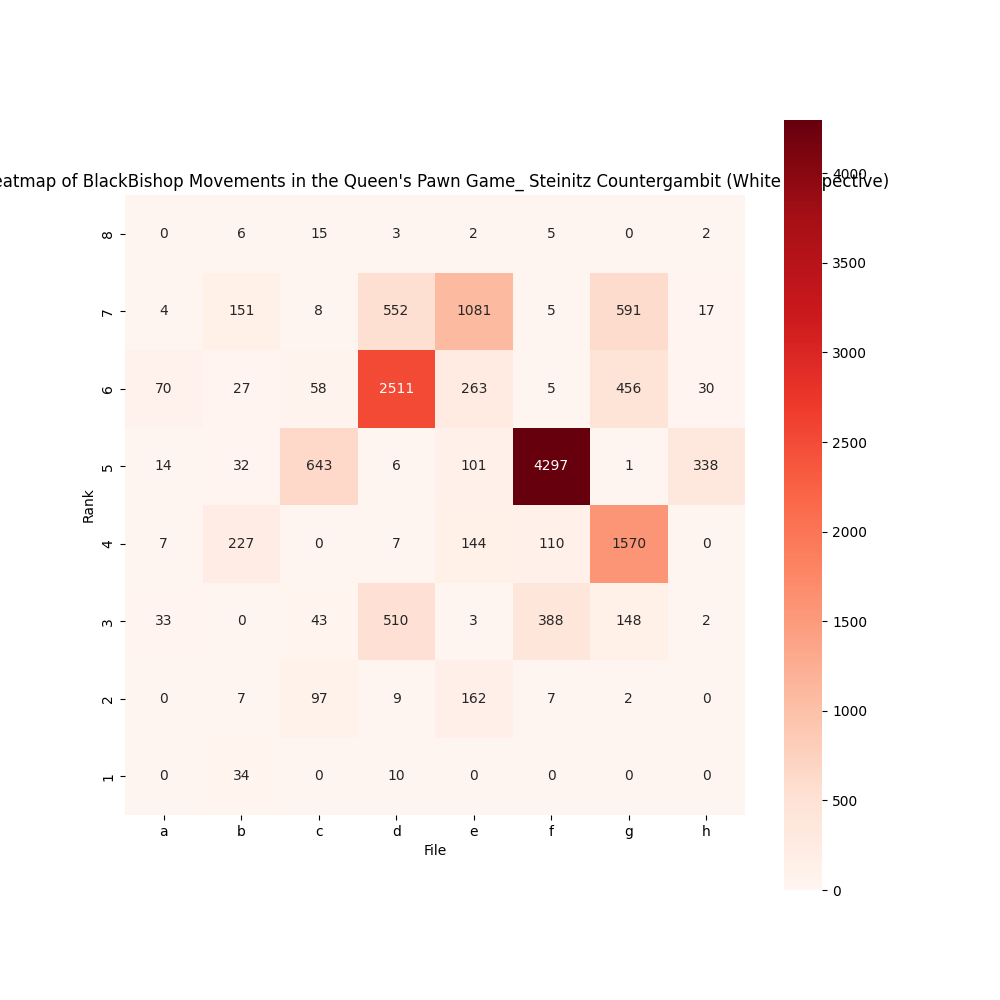 eatmap of BlackBishop Movements in the Queen's Pawn Game_ Steinitz Countergambit (White pective)
8 0 6 15 3 2 5 0 2
7 4 151 8 552 1081 5 591 17
6 70 27 58 2511 263 5 456 30
5 14 32 643 6 101 4297 1 338
4 7 227 0 7 144 110 1570 0
3 33 0 43 510 3 388 148 2
2 0 7 97 9 162 7 2 0
1 0 34 0 10 0 0 0 0
a b c d e f g h
File
Rank
4000
3500
3000
2500
2000
1500
1000
500
0